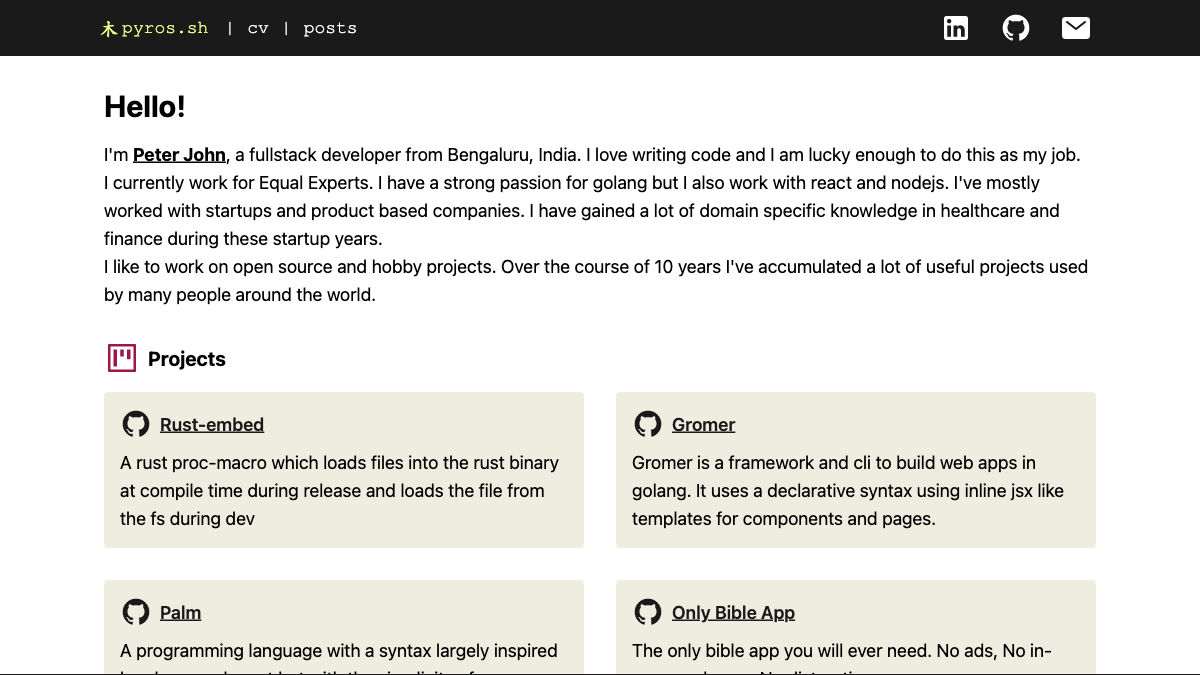 木pyros.sh | cv | posts
Hello!
I'm Peter John, a fullstack developer from Bengaluru, India. I love writing code and I am lucky enough to do this as my job.
I currently work for Equal Experts. I have a strong passion for golang but I also work with react and nodejs. I've mostly
worked with startups and product based companies. I have gained a lot of domain specific knowledge in healthcare and
finance during these startup years.
I like to work on open source and hobby projects. Over the course of 10 years I've accumulated a lot of useful projects used
by many people around the world.
Projects
Rust-embed
A rust proc-macro which loads files into the rust binary
at compile time during release and loads the file from
the fs during dev
Gromer
Gromer is a framework and cli to build web apps in
golang. It uses a declarative syntax using inline jsx like
templates for components and pages.
Palm
A programming language with a syntax largely inspired
Only Bible App
The only bible app you will ever need. No ads, No in-